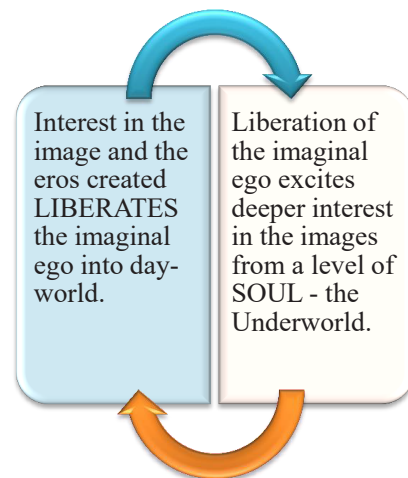 Interest in the
image and the
eros created
LIBERATES
the imaginal
ego into day-
world.
Liberation of
the imaginal
ego excites
deeper interest
in the images
from a level of
SOUL - the
Underworld.